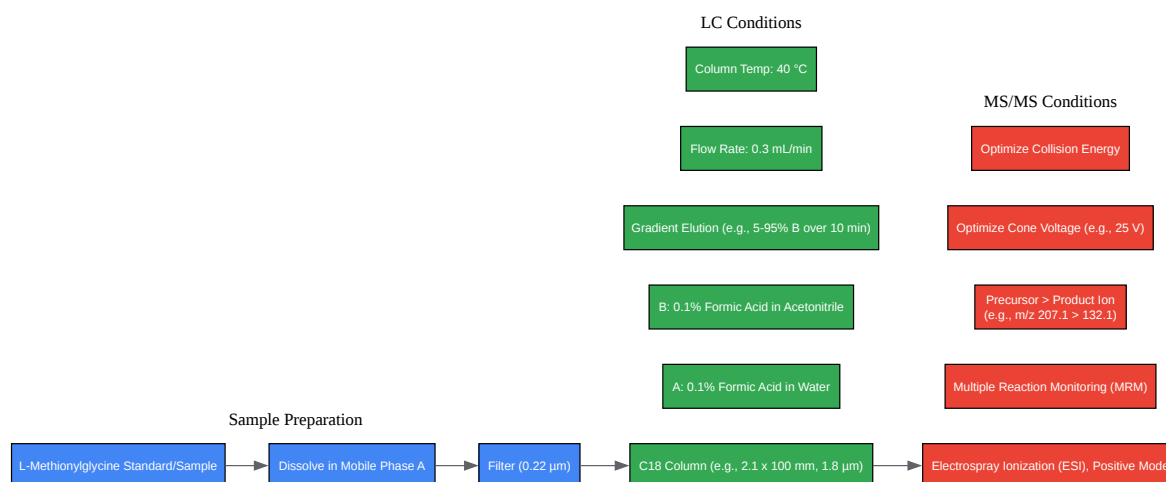 LC Conditions
Column Temp: 40 °C
MS/MS Conditions
Flow Rate: 0.3 mL/min
Optimize Collision Energy
Gradient Elution (e.g., 5-95% B over 10 min)
Optimize Cone Voltage (e.g., 25 V)
B: 0.1% Formic Acid in Acetonitrile
Precursor > Product Ion
(e.g., m/z 207.1 > 132.1)
A: 0.1% Formic Acid in Water
Multiple Reaction Monitoring (MRM)
Sample Preparation
L-Methionylglycine Standard/Sample
Dissolve in Mobile Phase A
Filter (0.22 µm)
C18 Column (e.g., 2.1 x 100 mm, 1.8 µm)
Electrospray Ionization (ESI), Positive Mode